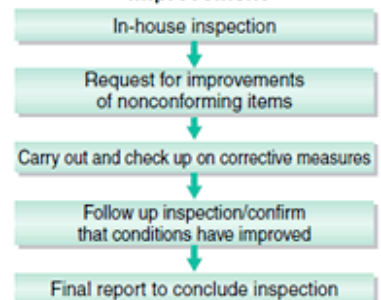 In-house inspection
Request for improvements
of nonconforming items
Carry out and check up on corrective measures
Follow up inspection/confirm
that conditions have improved
Final report to conclude inspection